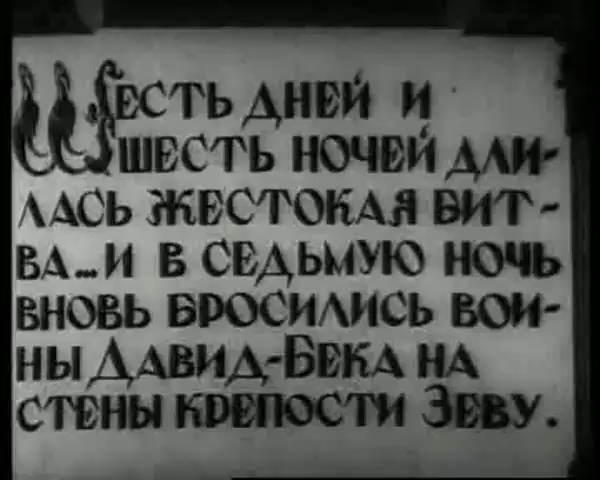 Шесть дней и
шесть ночей дли-
лась жестокая бит-
ва...И в седьмую ночь
вновь бросились вои-
ны Давид-Бека на
стены крепости Зеву.